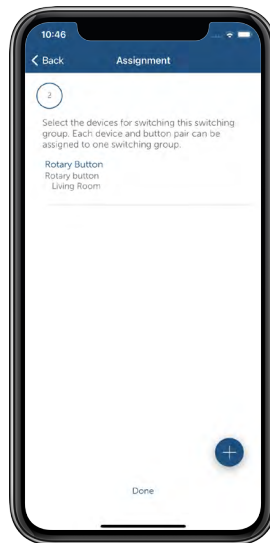 10:46
Back Assignment
2
Select the devices for switching this switching
group. Each device and button pair can be
assigned to one switching group.
Rotary Button
Rotary button
Living Room
Done